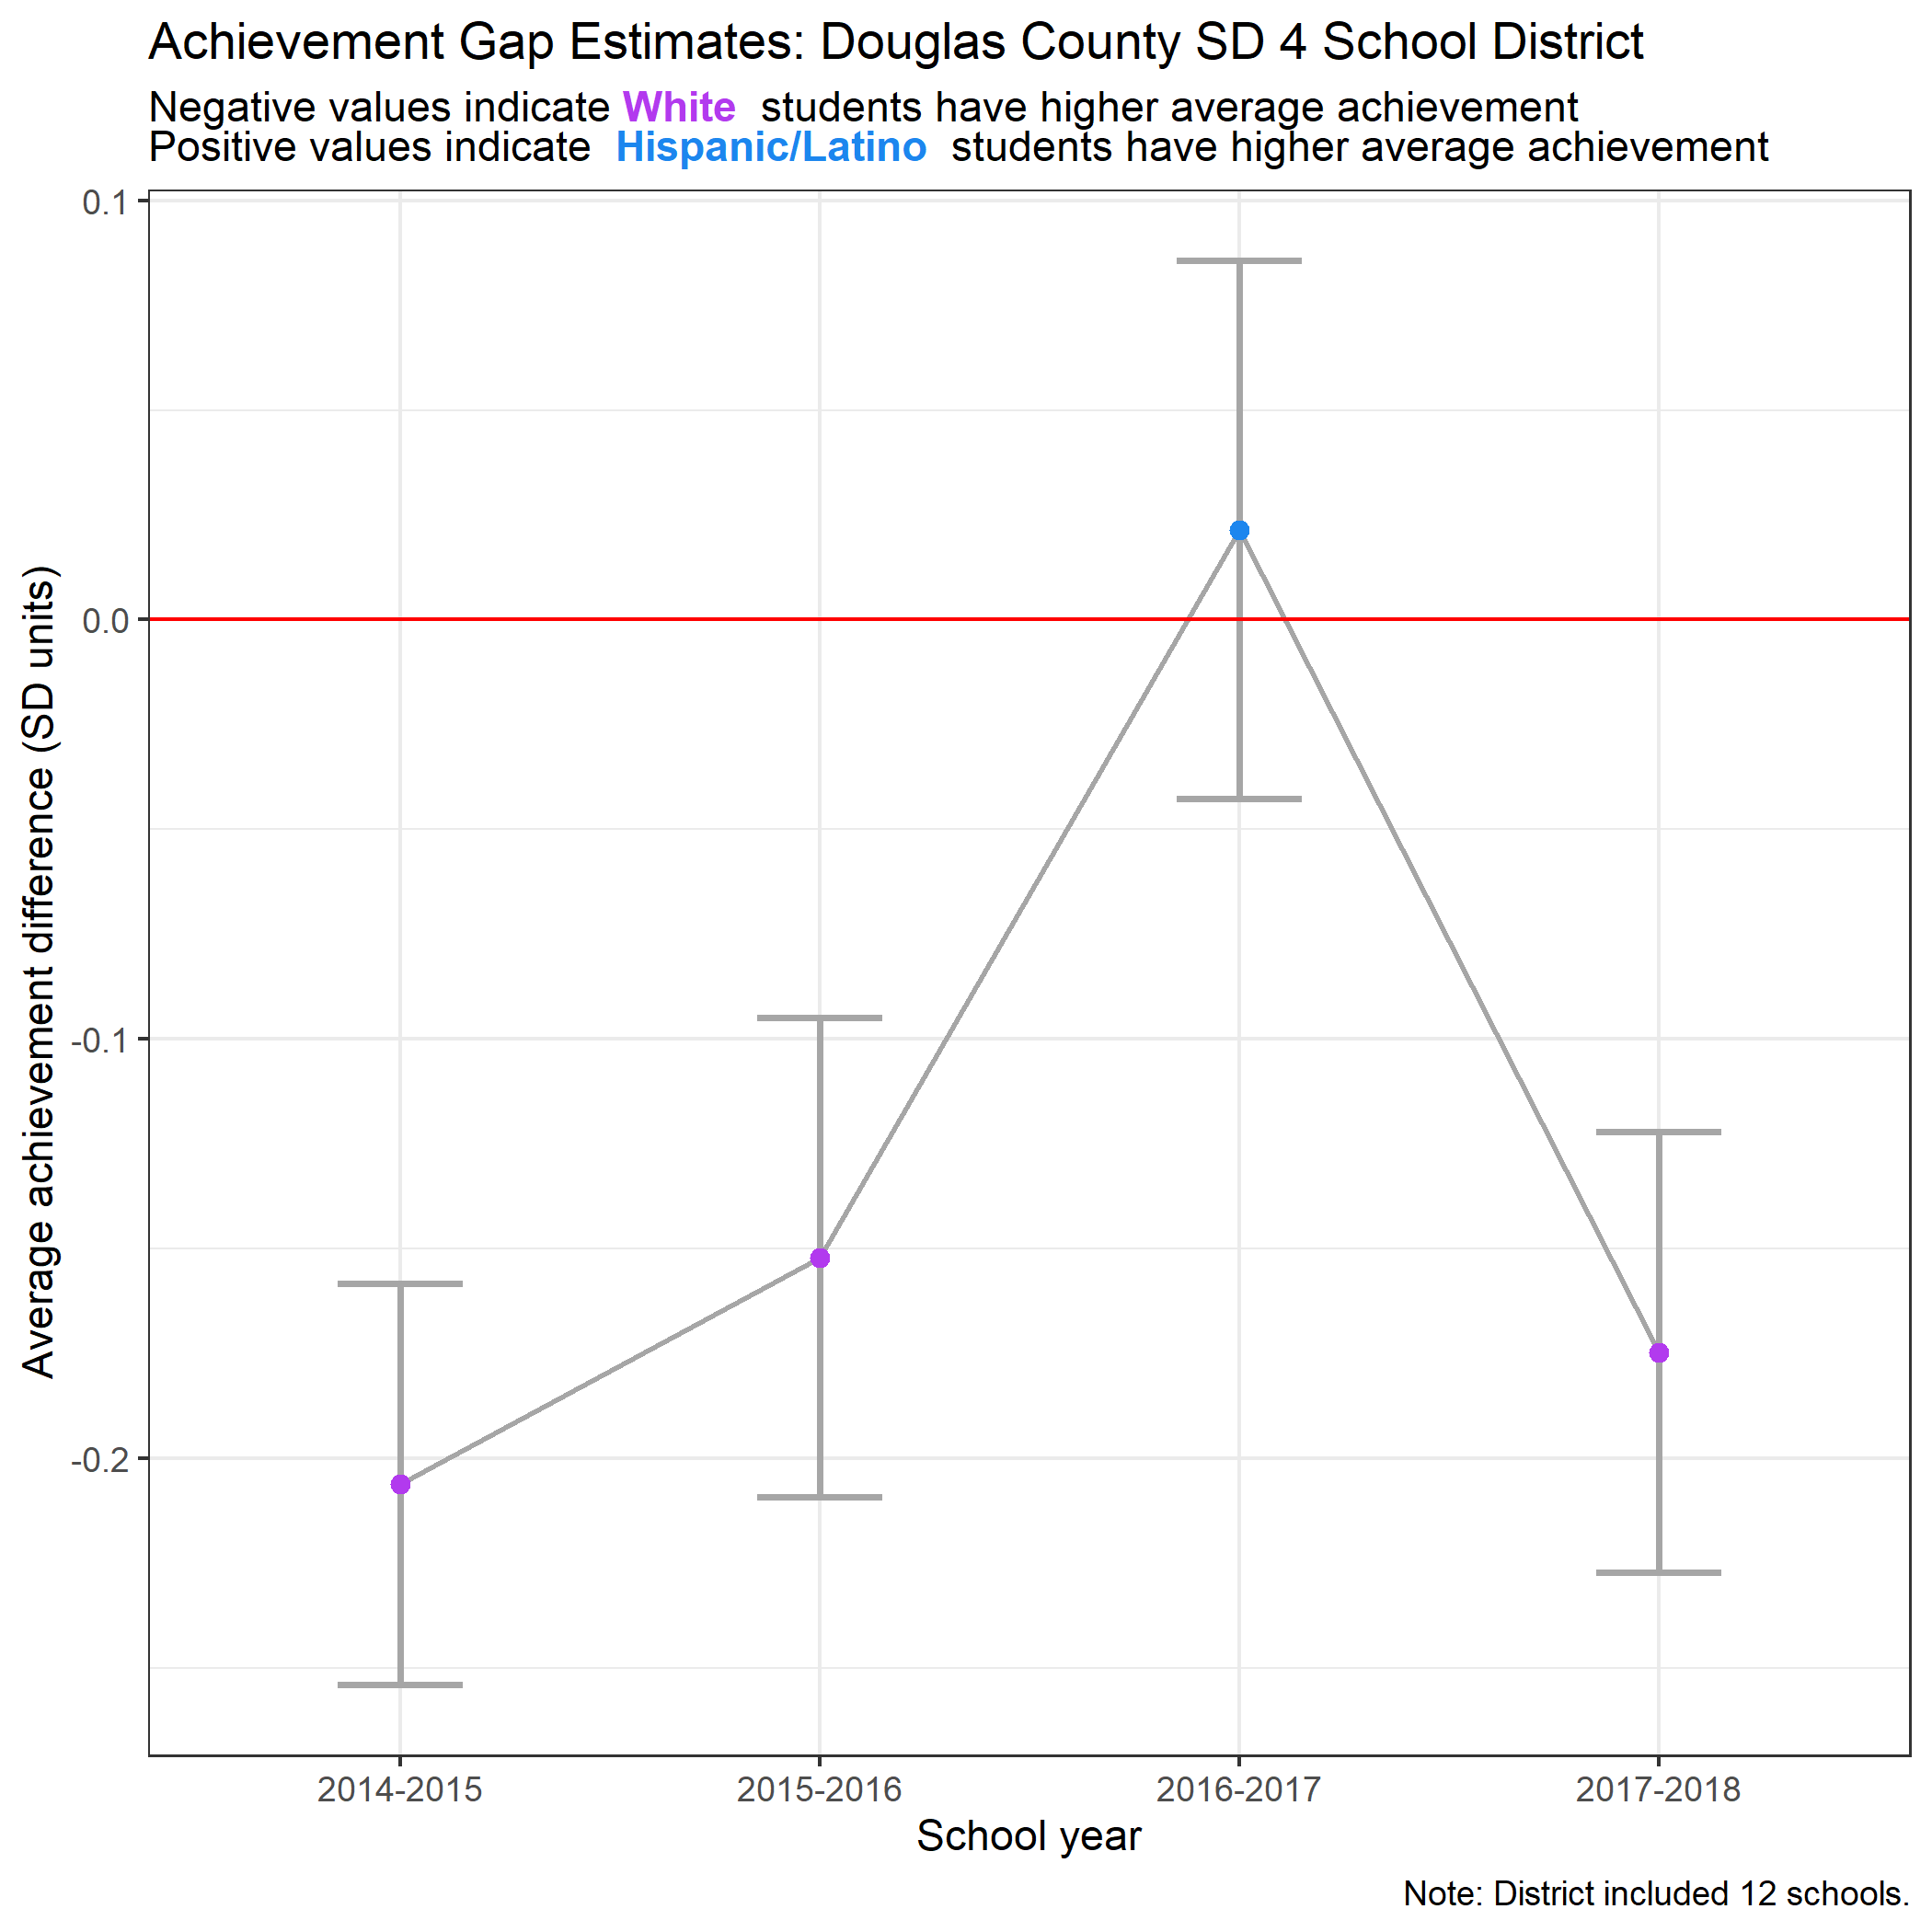 Achievement Gap Estimates: Douglas County SD 4 School District
Negative values indicate White students have higher average achievement
Positive values indicate Hispanic/Latino students have higher average achievement
0.1
0.0
-0.1
-0.2
Average achievement difference (SD units)
2014-2015
2015-2016
2016-2017
2017-2018
School year
Note: District included 12 schools.